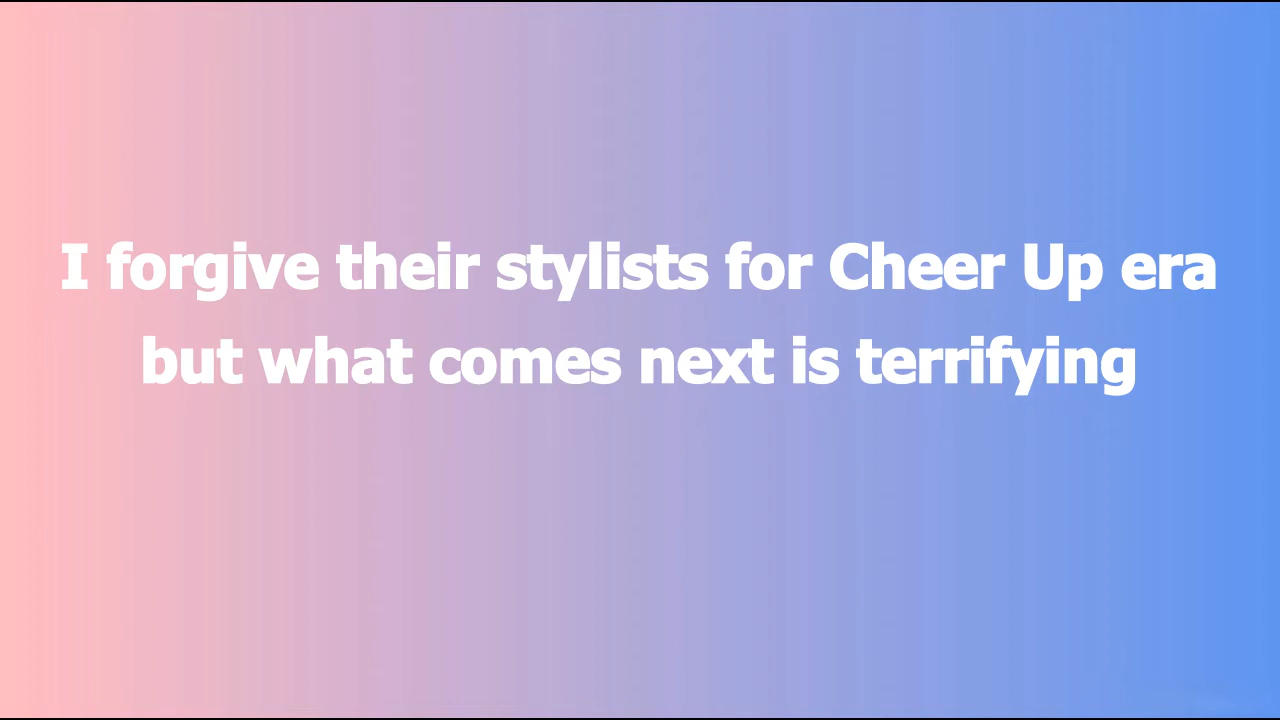 I forgive their stylists for Cheer Up era
but what comes next is terrifying